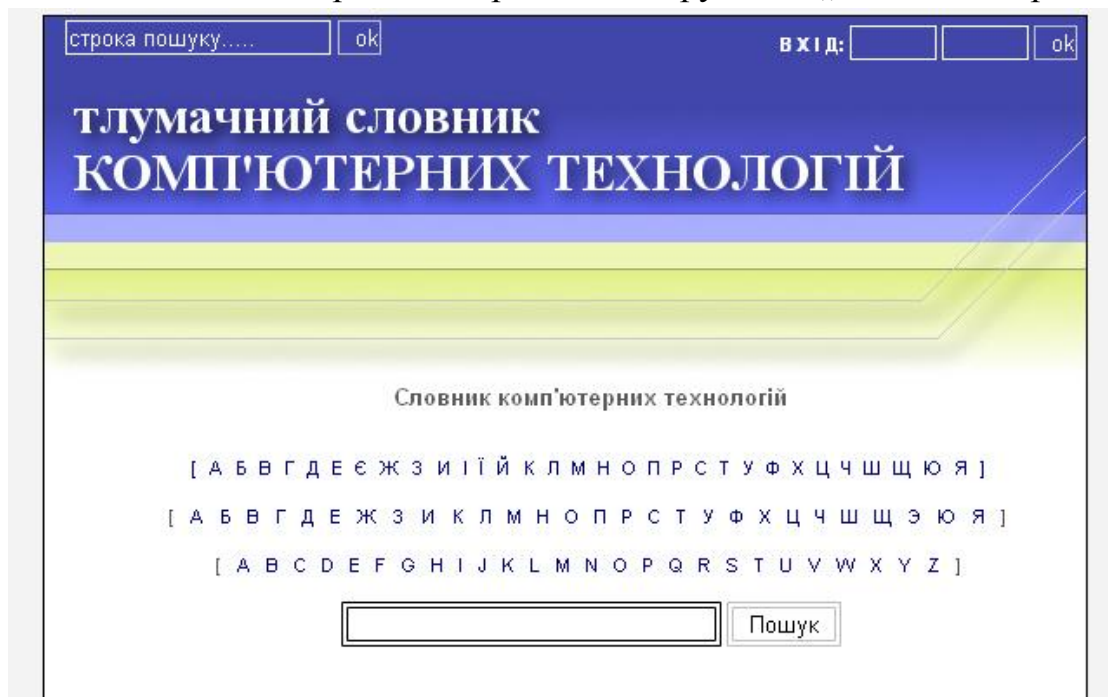 строка пошуку..... ok ВХІД: ok
тлумачний словник
КОМП'ЮТЕРНИХ ТЕХНОЛОГІЙ
Словник комп'ютерних технологій
[ А Б В Г Д Е Є Ж З И І Ї Й К Л М Н О П Р С Т У Ф Х Ц Ч Ш Щ Ю Я ]
[ А Б В Г Д Е Ж З И К Л М Н О П Р С Т У Ф Х Ц Ч Ш Щ Э Ю Я ]
[ A B C D E F G H I J K L M N O P Q R S T U V W X Y Z ]
Пошук